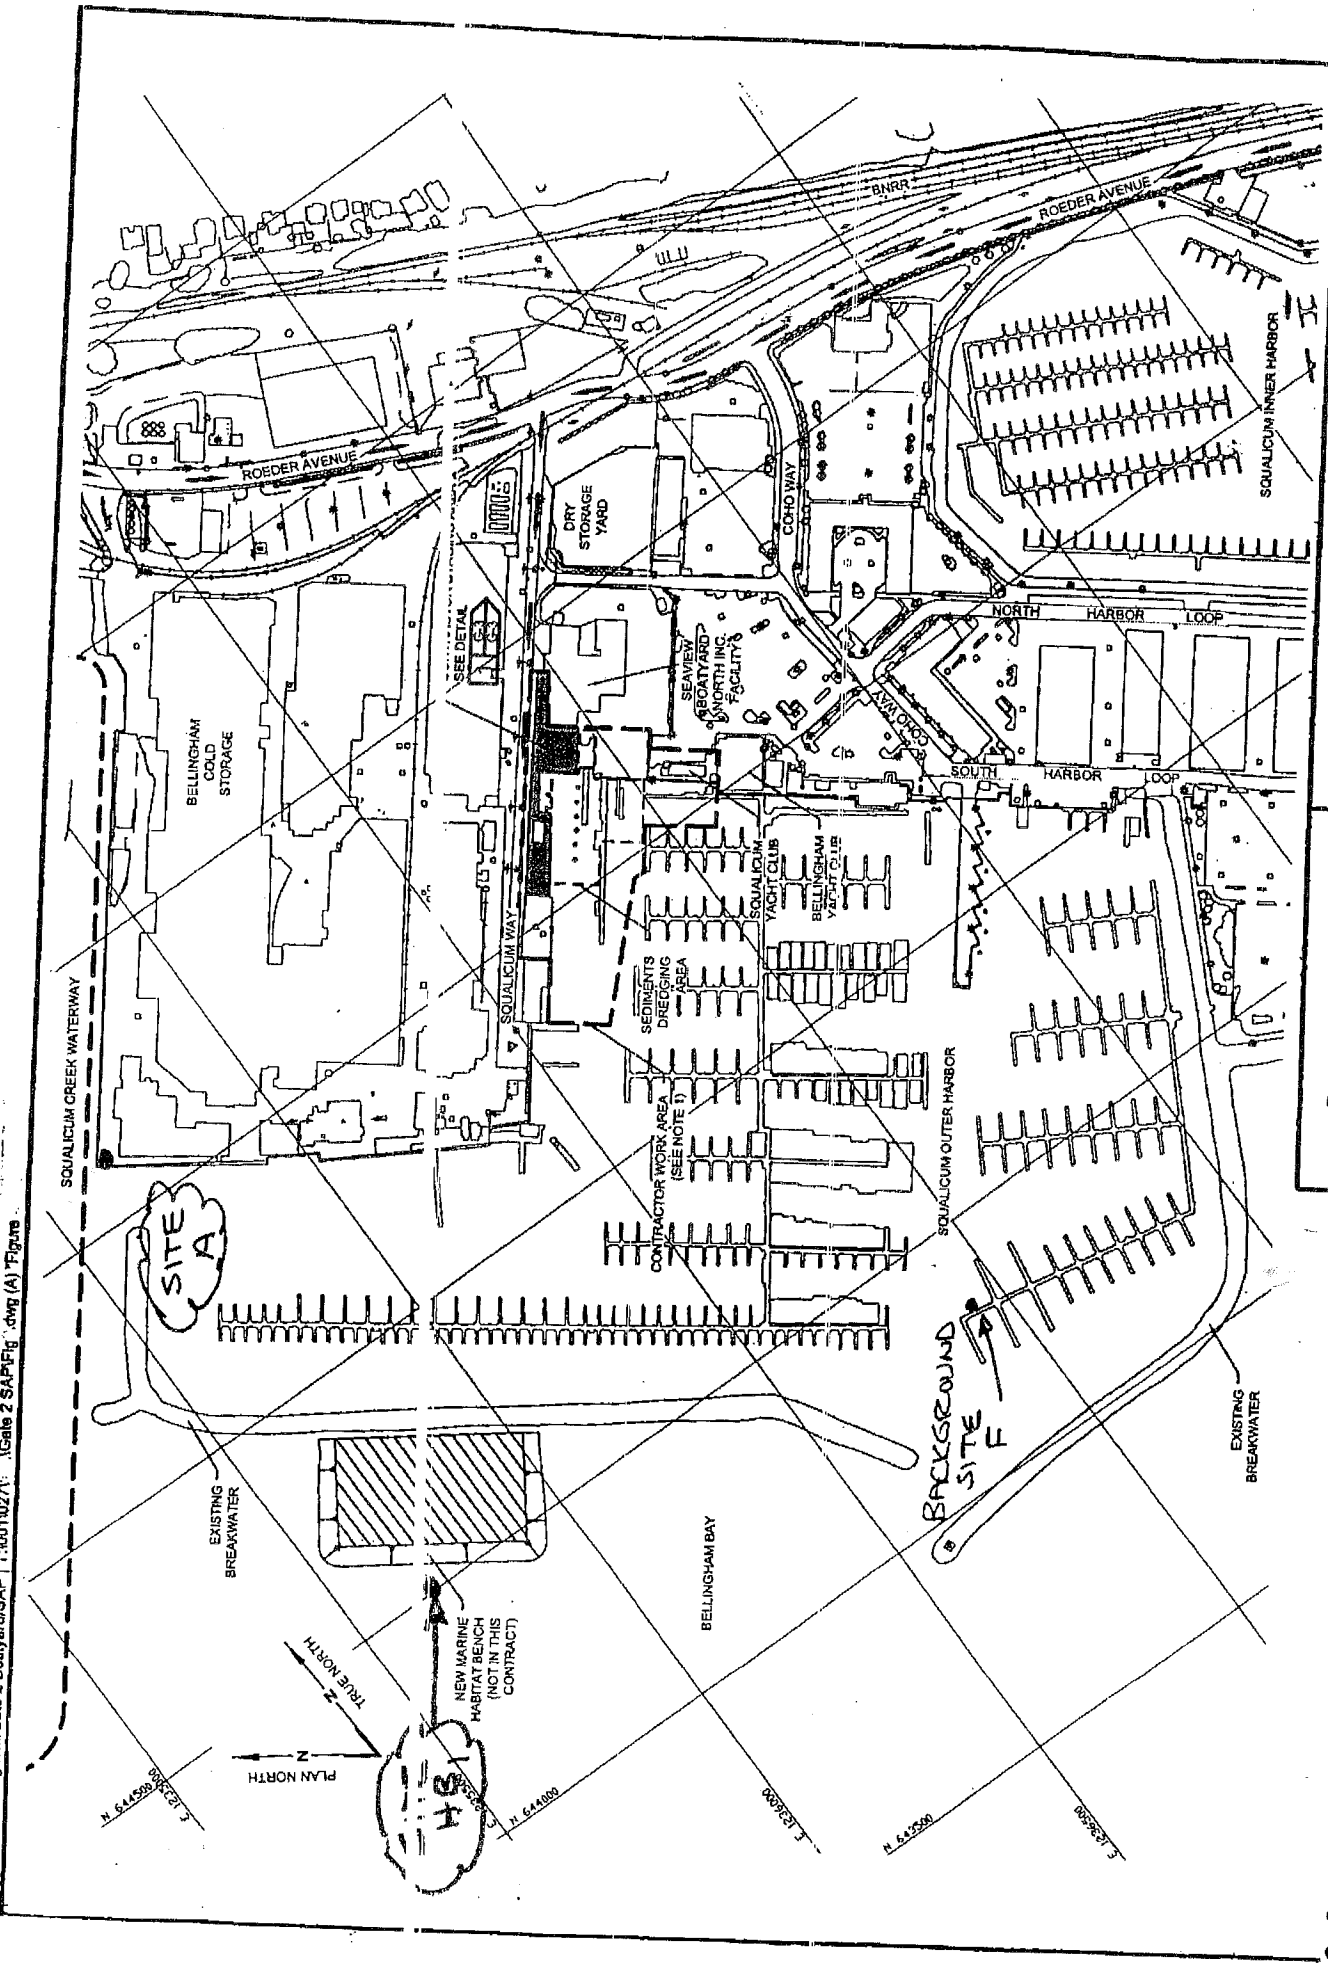 SQUALICUM CREEK WATERWAY
SITE
A
BELLINGHAM
COLD
STORAGE
ROEDER AVENUE
SEE DETAIL
SQUALICUM WAY
DRY
STORAGE
YARD
BNRR
ROEDER AVENUE
COHO WAY
SEAVIEW
BOATYARD
NORTH INC.
FACILITY
COHO WAY
NORTH HARBOR LOOP
SOUTH HARBOR LOOP
SQUALICUM INNER HARBOR
SEDIMENTS
DREDGING
AREA
SQUALICUM
YACHT CLUB
BELLINGHAM
YACHT CLUB
CONTRACTOR WORK AREA
(SEE NOTE 1)
SQUALICUM OUTER HARBOR
EXISTING
BREAKWATER
BACKGROUND
SITE
F
EXISTING
BREAKWATER
BELLINGHAM BAY
NEW MARINE
HABITAT BENCH
(NOT IN THIS
CONTRACT)
HB 1
N
TRUE NORTH
N
PLAN NORTH
N 644500
E 1235000
N 644000
E 1236000
N 643500
E 1236500